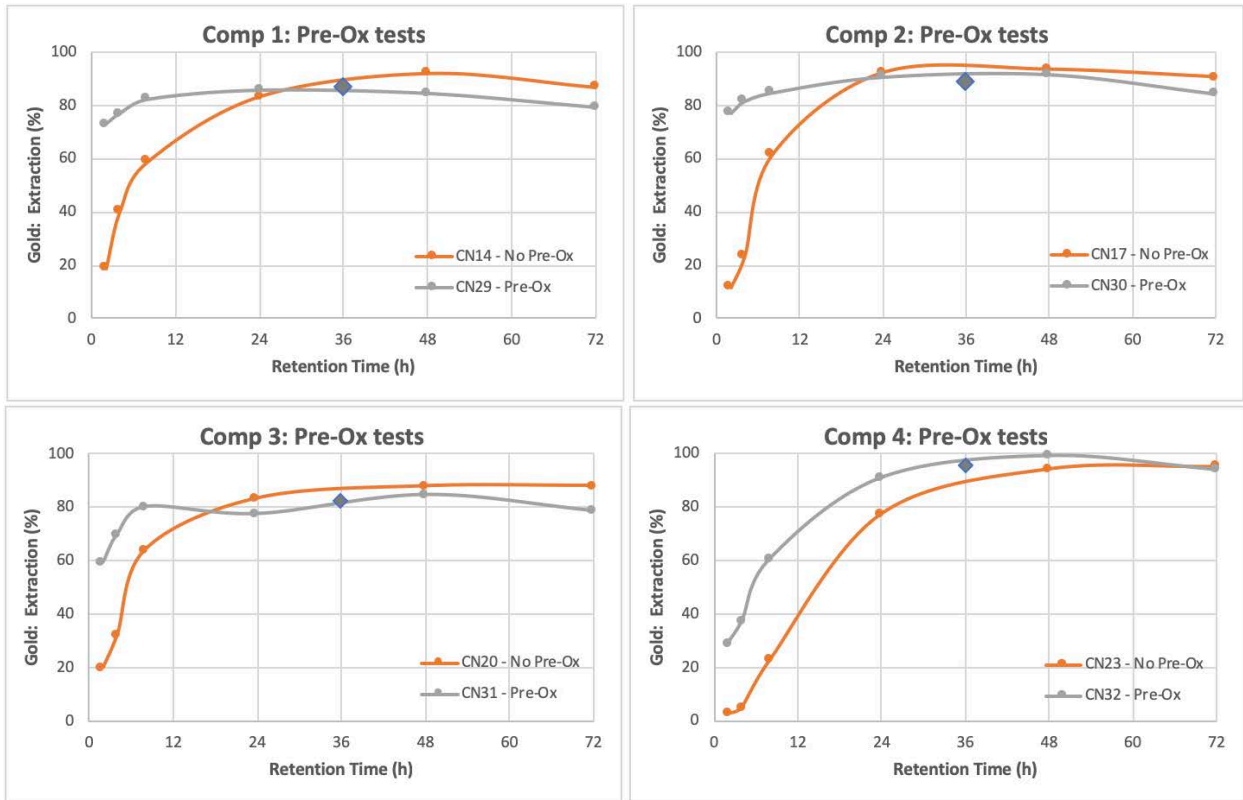 Comp 1: Pre-Ox tests
Gold: Extraction (%)
100
80
60
40
20
0
CN14 - No Pre-Ox
CN29 - Pre-Ox
0 12 24 36 48 60 72
Retention Time (h)
Comp 2: Pre-Ox tests
Gold: Extraction (%)
100
80
60
40
20
0
CN17 - No Pre-Ox
CN30 - Pre-Ox
0 12 24 36 48 60 72
Retention Time (h)
Comp 3: Pre-Ox tests
Gold: Extraction (%)
100
80
60
40
20
0
CN20 - No Pre-Ox
CN31 - Pre-Ox
0 12 24 36 48 60 72
Retention Time (h)
Comp 4: Pre-Ox tests
Gold: Extraction (%)
100
80
60
40
20
0
CN23 - No Pre-Ox
CN32 - Pre-Ox
0 12 24 36 48 60 72
Retention Time (h)